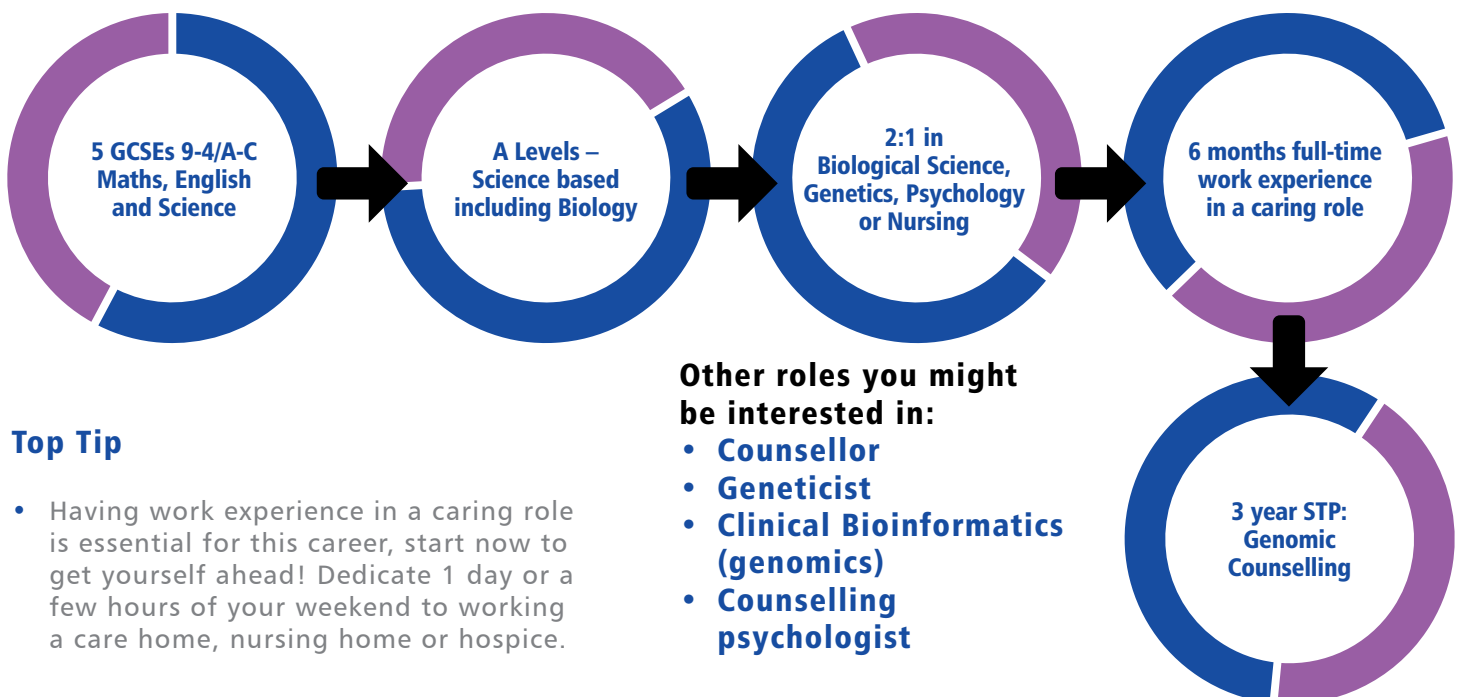 5 GCSEs 9-4/A-C
Maths, English
and Science
A Levels –
Science based
including Biology
2:1 in
Biological Science,
Genetics, Psychology
or Nursing
6 months full-time
work experience
in a caring role
3 year STP:
Genomic
Counselling
Top Tip
• Having work experience in a caring role
is essential for this career, start now to
get yourself ahead! Dedicate 1 day or a
few hours of your weekend to working
a care home, nursing home or hospice.
Other roles you might
be interested in:
• Counsellor
• Geneticist
• Clinical Bioinformatics
(genomics)
• Counselling
psychologist